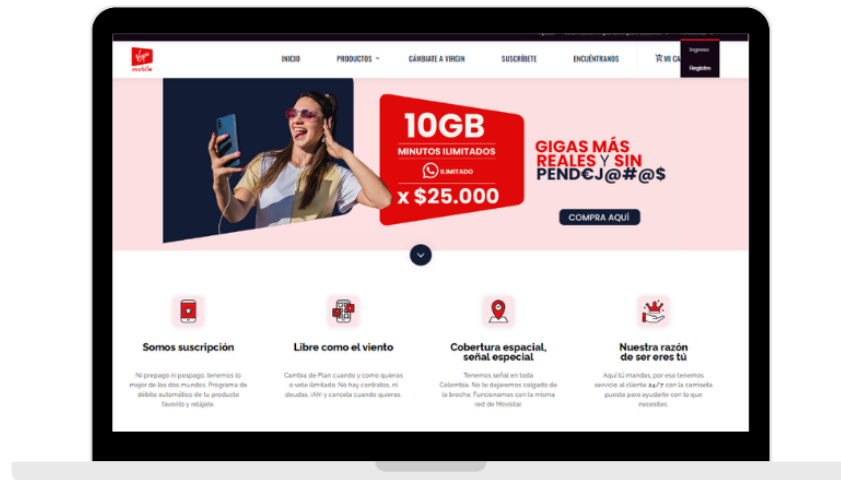 Ingreso
Registro
Virgin
mobile
INICIO
PRODUCTOS
CÁMBIATE A VIRGIN
SUSCRÍBETE
ENCUÉNTRANOS
MI CA
10GB
MINUTOS ILIMITADOS
ILIMITADO
x $25.000
GIGAS MÁS
REALES Y SIN
PEND€J@#@$
COMPRA AQUÍ
Somos suscripción
Ni prepago ni pospago, tenemos lo
mejor de los dos mundos. Programa de
débito automático de tu producto
favorito y relájate.
Libre como el viento
Cambia de Plan cuando y como quieras
o vete ilimitado. No hay contratos, ni
deudas. ¡Ah! y cancela cuando quieras.
Cobertura espacial,
señal especial
Tenemos señal en toda
Colombia. No te dejaremos colgado de
la brocha. Funcionamos con la misma
red de Movistar.
Nuestra razón
de ser eres tú
Aquí tú mandas, por eso tenemos
servicio al cliente 24/7 con la camiseta
puesta para ayudarte con lo que
necesites.